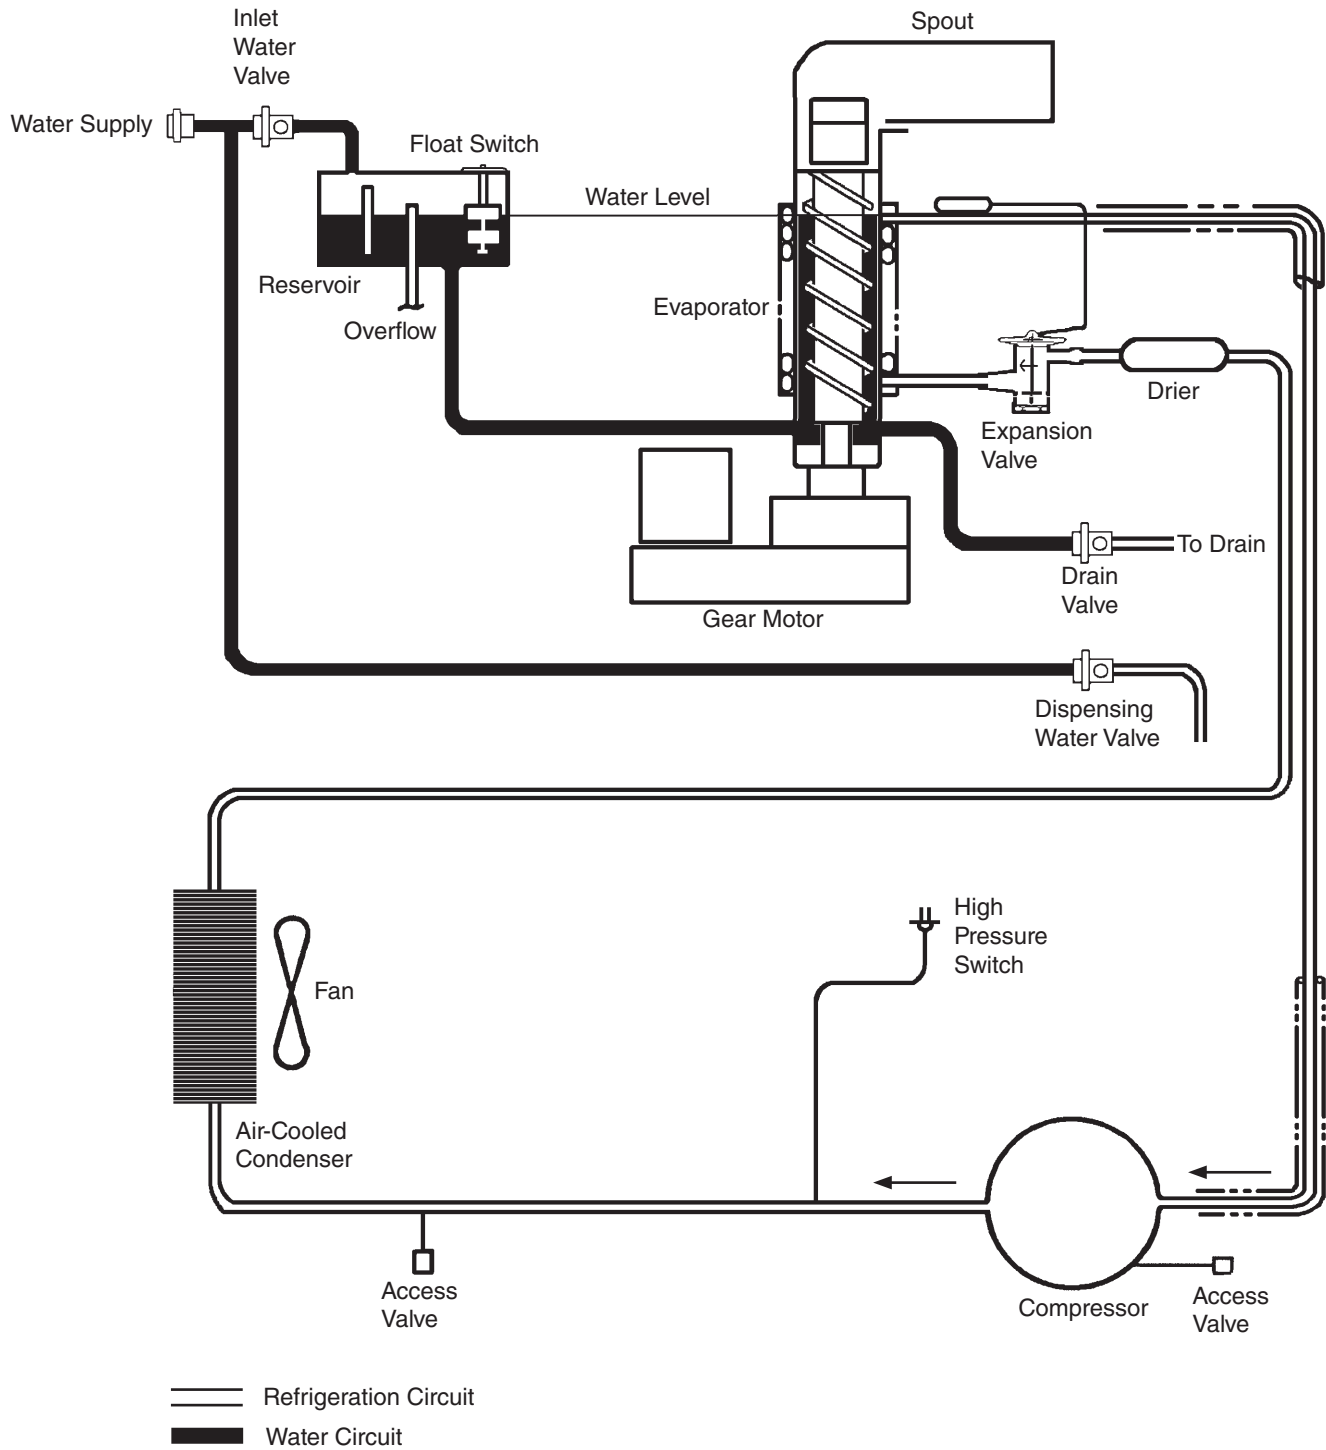 Spout
Inlet
Water
Valve
Water Supply
Float Switch
Water Level
Reservoir
Overflow
Evaporator
Drier
Expansion
Valve
To Drain
Drain
Valve
Gear Motor
Dispensing
Water Valve
High
Pressure
Switch
Fan
Air-Cooled
Condenser
Access
Valve
Compressor
Access
Valve
Refrigeration Circuit
Water Circuit